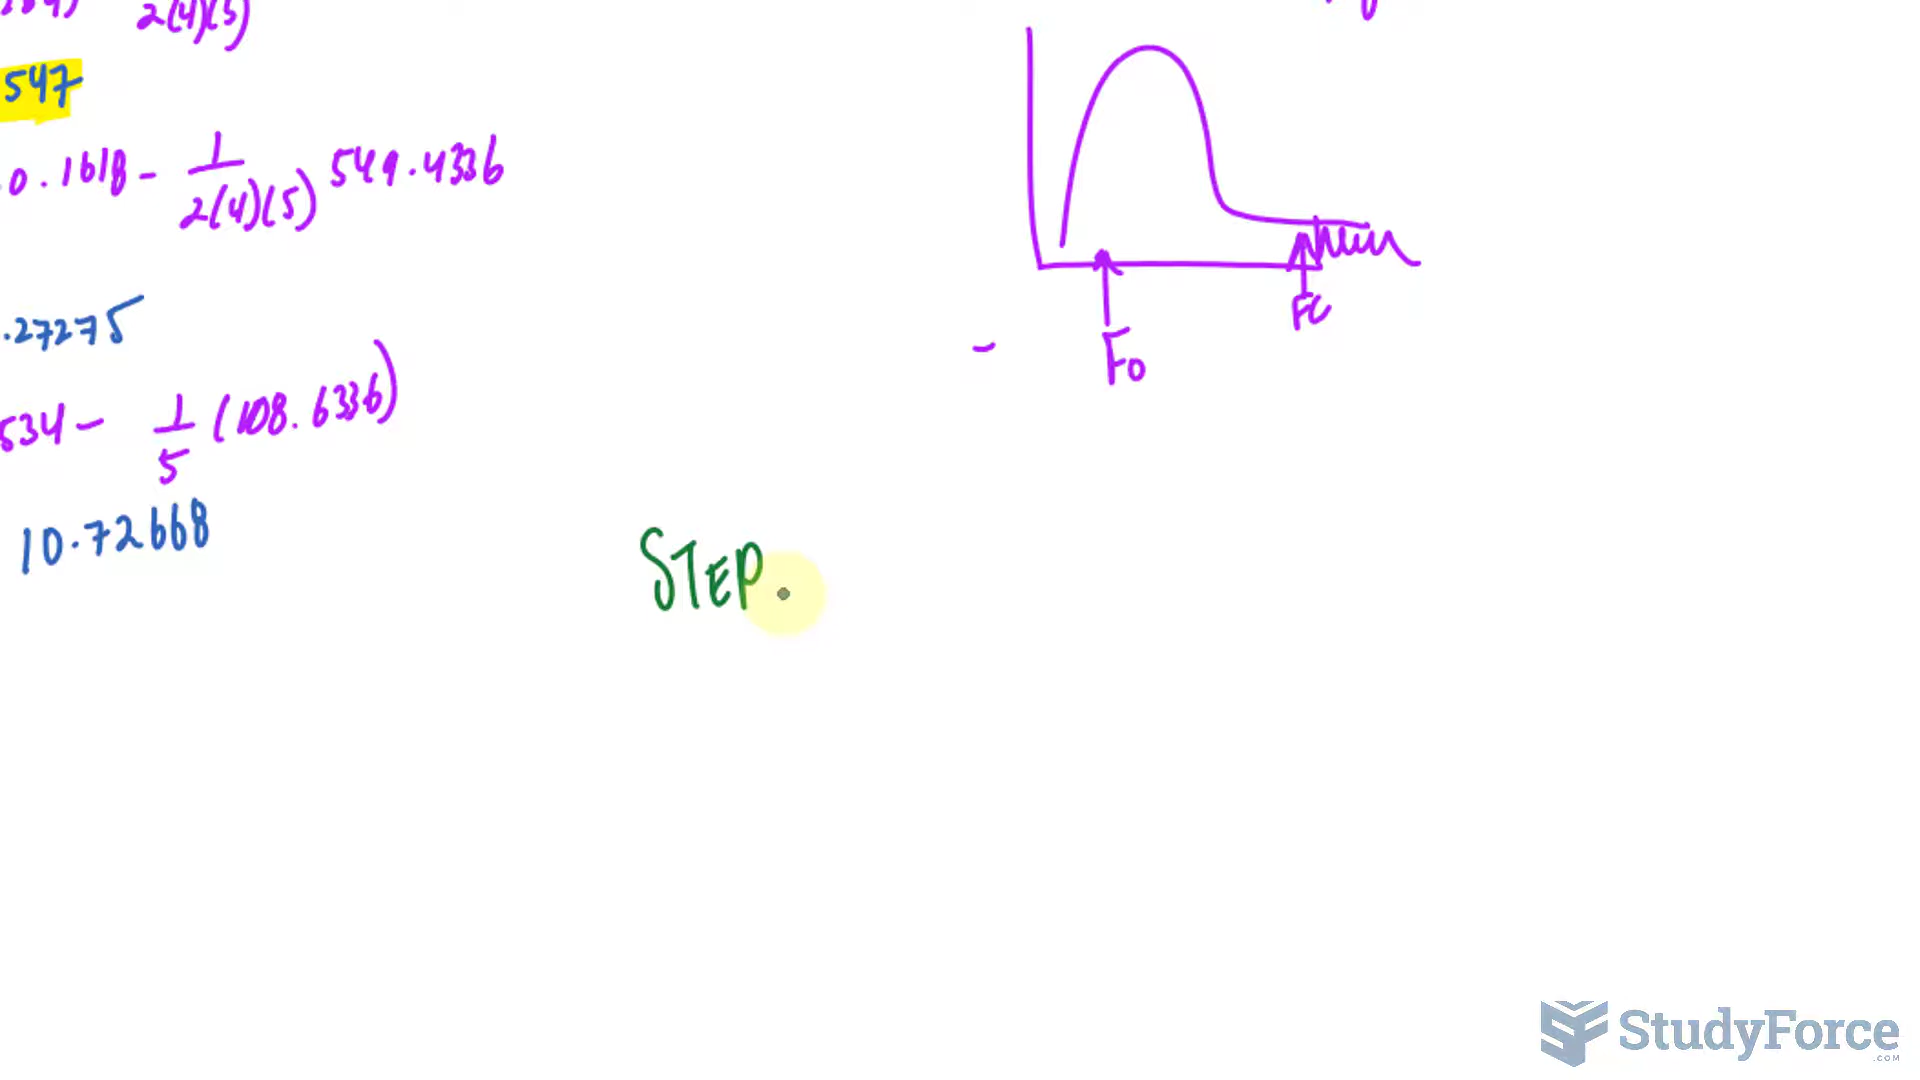 2(4)(5)
547
0.1618 - 1/2(4)(5) 549.4336
.27275
534 - 1/5 (108.6336)
10.72668
Fc
Fo
STEP
StudyForce
.COM